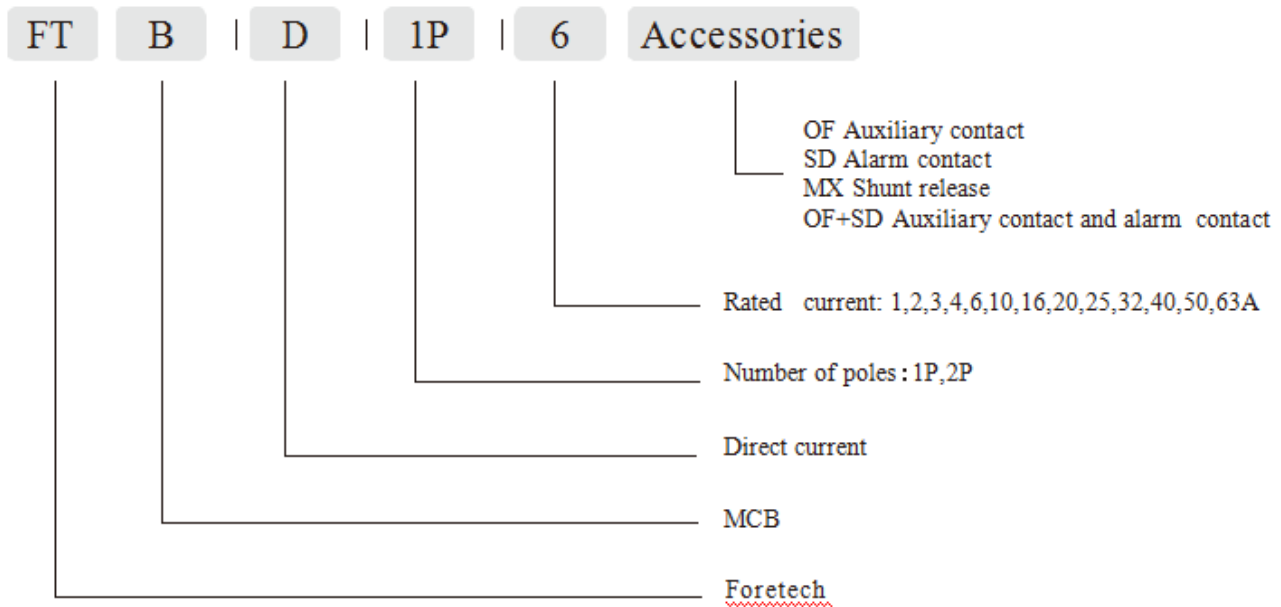 FT B | D | 1P | 6 Accessories
OF Auxiliary contact
SD Alarm contact
MX Shunt release
OF+SD Auxiliary contact and alarm contact
Rated current: 1,2,3,4,6,10,16,20,25,32,40,50,63A
Number of poles:1P,2P
Direct current
MCB
Foretech